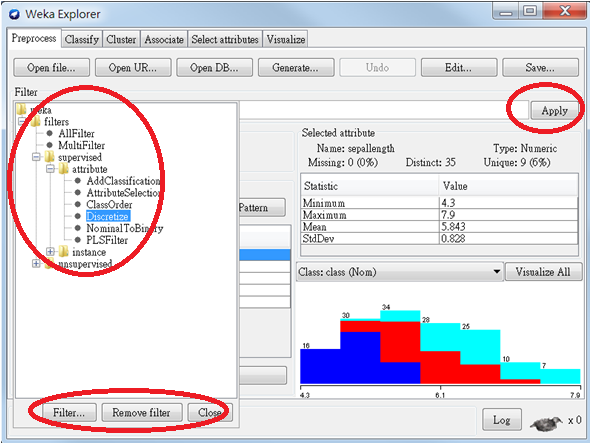 Weka Explorer
Preprocess Classify Cluster Associate Select attributes Visualize
Open file... Open UR... Open DB... Generate... Undo Edit... Save...
Filter
weka
filters
AllFilter
MultiFilter
supervised
attribute
AddClassification
AttributeSelection
ClassOrder
Discretize
NominalToBinary
PLSFilter
instance
unsupervised
Filter... Remove filter Close
Apply
Pattern
Selected attribute
Name: sepallength Type: Numeric
Missing: 0 (0%) Distinct: 35 Unique: 9 (6%)
Statistic Value
Minimum 4.3
Maximum 7.9
Mean 5.843
StdDev 0.828
Class: class (Nom) Visualize All
16 30 34 28 25 10 7
4.3 6.1 7.9
Log x 0